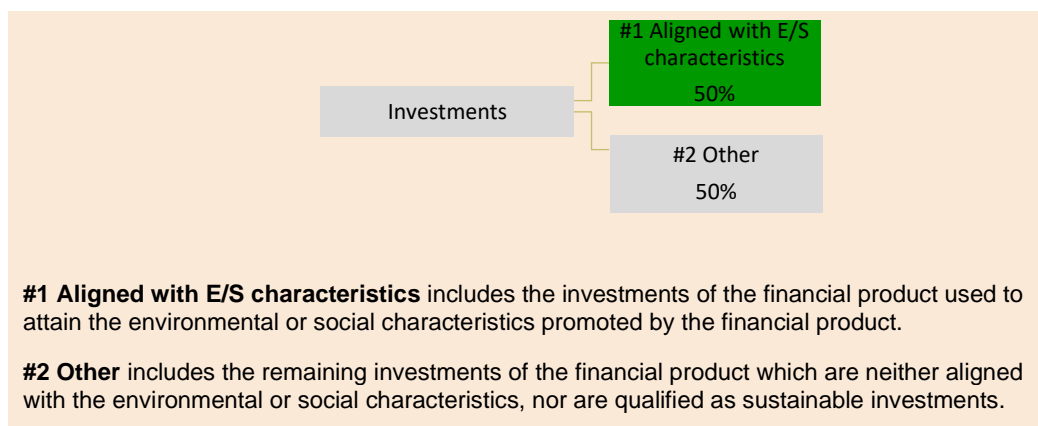 #1 Aligned with E/S
characteristics
50%
Investments
#2 Other
50%
#1 Aligned with E/S characteristics includes the investments of the financial product used to
attain the environmental or social characteristics promoted by the financial product.
#2 Other includes the remaining investments of the financial product which are neither aligned
with the environmental or social characteristics, nor are qualified as sustainable investments.